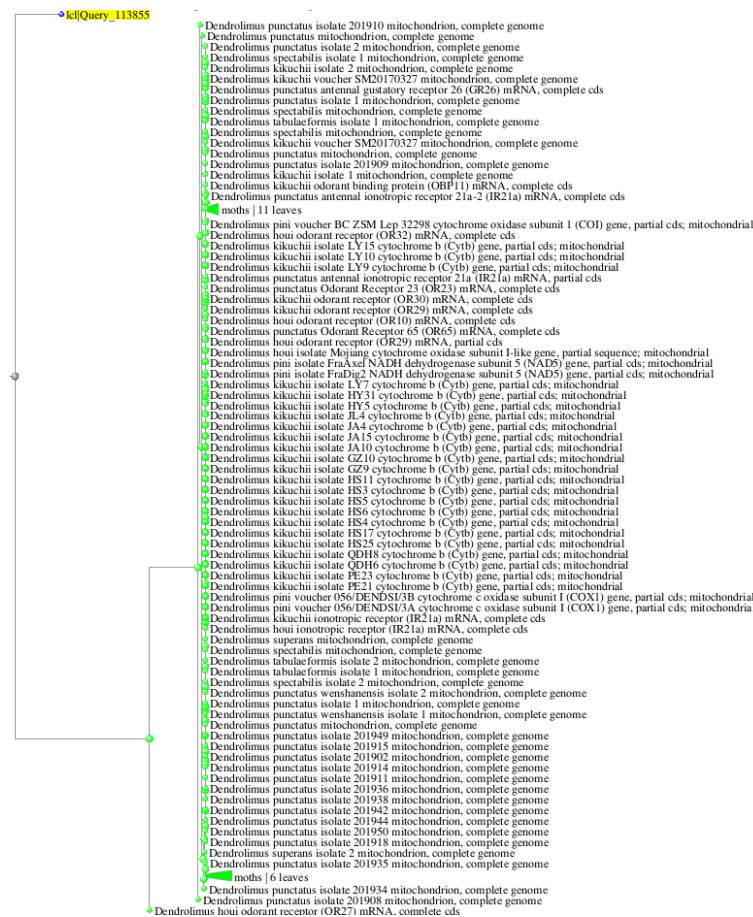 lcl|Query_113855
Dendrolimus punctatus isolate 201910 mitochondrion, complete genome
Dendrolimus punctatus mitochondrion, complete genome
Dendrolimus punctatus isolate 2 mitochondrion, complete genome
Dendrolimus spectabilis isolate 1 mitochondrion, complete genome
Dendrolimus kikuchii isolate 2 mitochondrion, complete genome
Dendrolimus kikuchii voucher SM20170327 mitochondrion, complete genome
Dendrolimus punctatus antennal gustatory receptor 26 (GR26) mRNA, complete cds
Dendrolimus punctatus isolate 1 mitochondrion, complete genome
Dendrolimus spectabilis mitochondrion, complete genome
Dendrolimus tabulaeformis isolate 1 mitochondrion, complete genome
Dendrolimus spectabilis mitochondrion, complete genome
Dendrolimus kikuchii voucher SM20170327 mitochondrion, complete genome
Dendrolimus punctatus mitochondrion, complete genome
Dendrolimus punctatus isolate 201909 mitochondrion, complete genome
Dendrolimus kikuchii isolate 1 mitochondrion, complete genome
Dendrolimus kikuchii odorant binding protein (OBP11) mRNA, complete cds
Dendrolimus punctatus antennal ionotropic receptor 21a-2 (IR21a) mRNA, complete cds
moths | 11 leaves
Dendrolimus pini voucher BC ZSM Lep 32298 cytochrome oxidase subunit 1 (COI) gene, partial cds; mitochondrial
Dendrolimus houi odorant receptor (OR32) mRNA, complete cds
Dendrolimus kikuchii isolate LY15 cytochrome b (Cytb) gene, partial cds; mitochondrial
Dendrolimus kikuchii isolate LY10 cytochrome b (Cytb) gene, partial cds; mitochondrial
Dendrolimus kikuchii isolate LY9 cytochrome b (Cytb) gene, partial cds; mitochondrial
Dendrolimus punctatus antennal ionotropic receptor 21a (IR21a) mRNA, partial cds
Dendrolimus punctatus Odorant Receptor 23 (OR23) mRNA, complete cds
Dendrolimus kikuchii odorant receptor (OR30) mRNA, complete cds
Dendrolimus kikuchii odorant receptor (OR29) mRNA, complete cds
Dendrolimus houi odorant receptor (OR10) mRNA, complete cds
Dendrolimus punctatus Odorant Receptor 65 (OR65) mRNA, complete cds
Dendrolimus houi odorant receptor (OR29) mRNA, partial cds
Dendrolimus houi isolate Mojiang cytochrome oxidase subunit I-like gene, partial sequence; mitochondrial
Dendrolimus pini isolate FraAxel NADH dehydrogenase subunit 5 (NAD5) gene, partial cds; mitochondrial
Dendrolimus pini isolate FraDig2 NADH dehydrogenase subunit 5 (NAD5) gene, partial cds; mitochondrial
Dendrolimus kikuchii isolate LY7 cytochrome b (Cytb) gene, partial cds; mitochondrial
Dendrolimus kikuchii isolate HY31 cytochrome b (Cytb) gene, partial cds; mitochondrial
Dendrolimus kikuchii isolate HY5 cytochrome b (Cytb) gene, partial cds; mitochondrial
Dendrolimus kikuchii isolate JL4 cytochrome b (Cytb) gene, partial cds; mitochondrial
Dendrolimus kikuchii isolate JA4 cytochrome b (Cytb) gene, partial cds; mitochondrial
Dendrolimus kikuchii isolate JA15 cytochrome b (Cytb) gene, partial cds; mitochondrial
Dendrolimus kikuchii isolate JA10 cytochrome b (Cytb) gene, partial cds; mitochondrial
Dendrolimus kikuchii isolate GZ10 cytochrome b (Cytb) gene, partial cds; mitochondrial
Dendrolimus kikuchii isolate GZ9 cytochrome b (Cytb) gene, partial cds; mitochondrial
Dendrolimus kikuchii isolate HS11 cytochrome b (Cytb) gene, partial cds; mitochondrial
Dendrolimus kikuchii isolate HS3 cytochrome b (Cytb) gene, partial cds; mitochondrial
Dendrolimus kikuchii isolate HS5 cytochrome b (Cytb) gene, partial cds; mitochondrial
Dendrolimus kikuchii isolate HS6 cytochrome b (Cytb) gene, partial cds; mitochondrial
Dendrolimus kikuchii isolate HS4 cytochrome b (Cytb) gene, partial cds; mitochondrial
Dendrolimus kikuchii isolate HS17 cytochrome b (Cytb) gene, partial cds; mitochondrial
Dendrolimus kikuchii isolate HS25 cytochrome b (Cytb) gene, partial cds; mitochondrial
Dendrolimus kikuchii isolate QDH8 cytochrome b (Cytb) gene, partial cds; mitochondrial
Dendrolimus kikuchii isolate QDH6 cytochrome b (Cytb) gene, partial cds; mitochondrial
Dendrolimus kikuchii isolate PE23 cytochrome b (Cytb) gene, partial cds; mitochondrial
Dendrolimus kikuchii isolate PE21 cytochrome b (Cytb) gene, partial cds; mitochondrial
Dendrolimus pini voucher 056/DENDSI/3B cytochrome c oxidase subunit I (COX1) gene, partial cds; mitochondrial
Dendrolimus pini voucher 056/DENDSI/3A cytochrome c oxidase subunit I (COX1) gene, partial cds; mitochondrial
Dendrolimus kikuchii ionotropic receptor (IR21a) mRNA, complete cds
Dendrolimus houi ionotropic receptor (IR21a) mRNA, complete cds
Dendrolimus superans mitochondrion, complete genome
Dendrolimus spectabilis mitochondrion, complete genome
Dendrolimus tabulaeformis isolate 2 mitochondrion, complete genome
Dendrolimus tabulaeformis isolate 1 mitochondrion, complete genome
Dendrolimus spectabilis isolate 2 mitochondrion, complete genome
Dendrolimus punctatus wenshanensis isolate 2 mitochondrion, complete genome
Dendrolimus punctatus isolate 1 mitochondrion, complete genome
Dendrolimus punctatus wenshanensis isolate 1 mitochondrion, complete genome
Dendrolimus punctatus mitochondrion, complete genome
Dendrolimus punctatus isolate 201949 mitochondrion, complete genome
Dendrolimus punctatus isolate 201915 mitochondrion, complete genome
Dendrolimus punctatus isolate 201902 mitochondrion, complete genome
Dendrolimus punctatus isolate 201914 mitochondrion, complete genome
Dendrolimus punctatus isolate 201911 mitochondrion, complete genome
Dendrolimus punctatus isolate 201936 mitochondrion, complete genome
Dendrolimus punctatus isolate 201938 mitochondrion, complete genome
Dendrolimus punctatus isolate 201942 mitochondrion, complete genome
Dendrolimus punctatus isolate 201944 mitochondrion, complete genome
Dendrolimus punctatus isolate 201950 mitochondrion, complete genome
Dendrolimus punctatus isolate 201918 mitochondrion, complete genome
Dendrolimus superans isolate 2 mitochondrion, complete genome
Dendrolimus punctatus isolate 201935 mitochondrion, complete genome
moths | 6 leaves
Dendrolimus punctatus isolate 201934 mitochondrion, complete genome
Dendrolimus punctatus isolate 201908 mitochondrion, complete genome
Dendrolimus houi odorant receptor (OR27) mRNA, complete cds